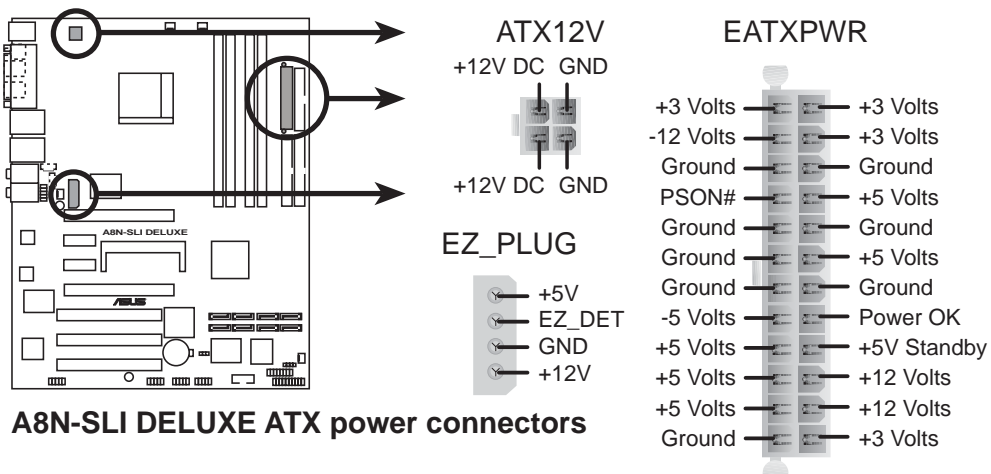 ATX12V
+12V DC GND
+12V DC GND
EZ_PLUG
+5V
EZ_DET
GND
+12V
EATXPWR
+3 Volts +3 Volts
-12 Volts +3 Volts
Ground Ground
PSON# +5 Volts
Ground Ground
Ground +5 Volts
Ground Ground
-5 Volts Power OK
+5 Volts +5V Standby
+5 Volts +12 Volts
+5 Volts +12 Volts
Ground +3 Volts
A8N-SLI DELUXE
ASUS
A8N-SLI DELUXE ATX power connectors